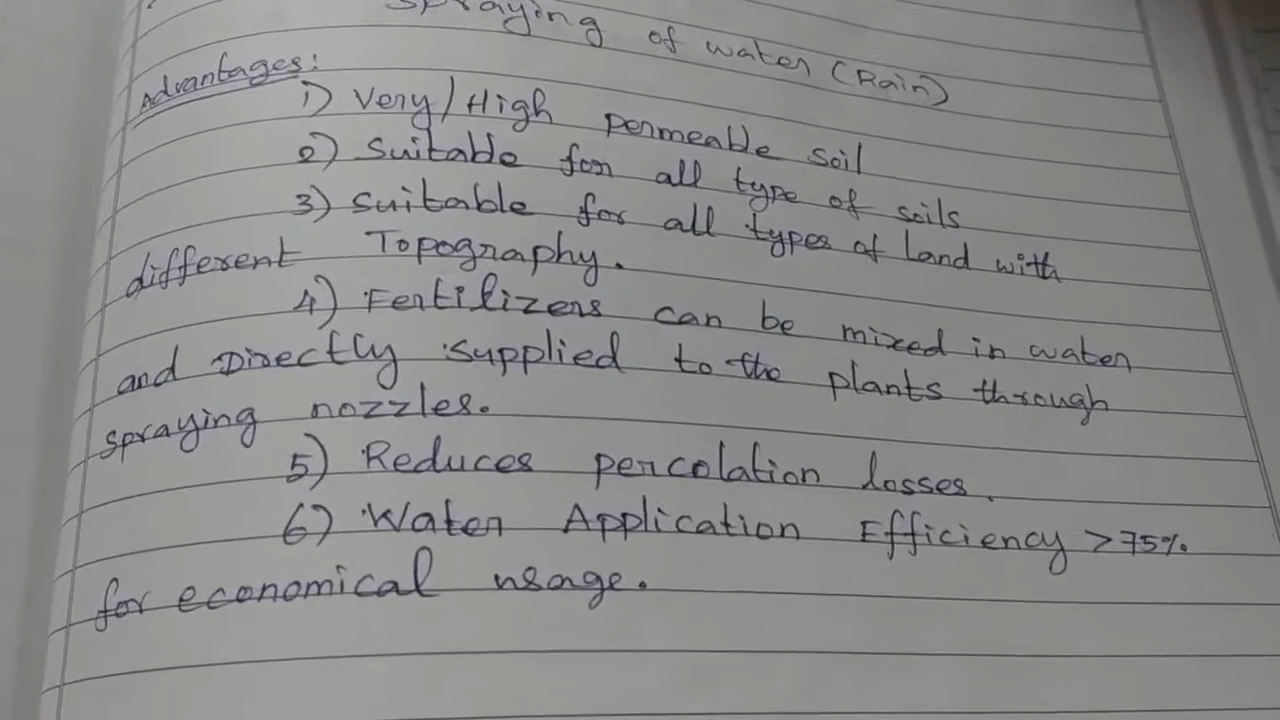 Spraying of water (Rain)
Advantages:
1) Very/High permeable soil
2) Suitable for all type of soils
3) Suitable for all types of Land with
different Topography.
4) Fertilizers can be mixed in water
and Directly supplied to the plants through
spraying nozzles.
5) Reduces percolation losses.
6) Water Application Efficiency >75%
for economical usage.